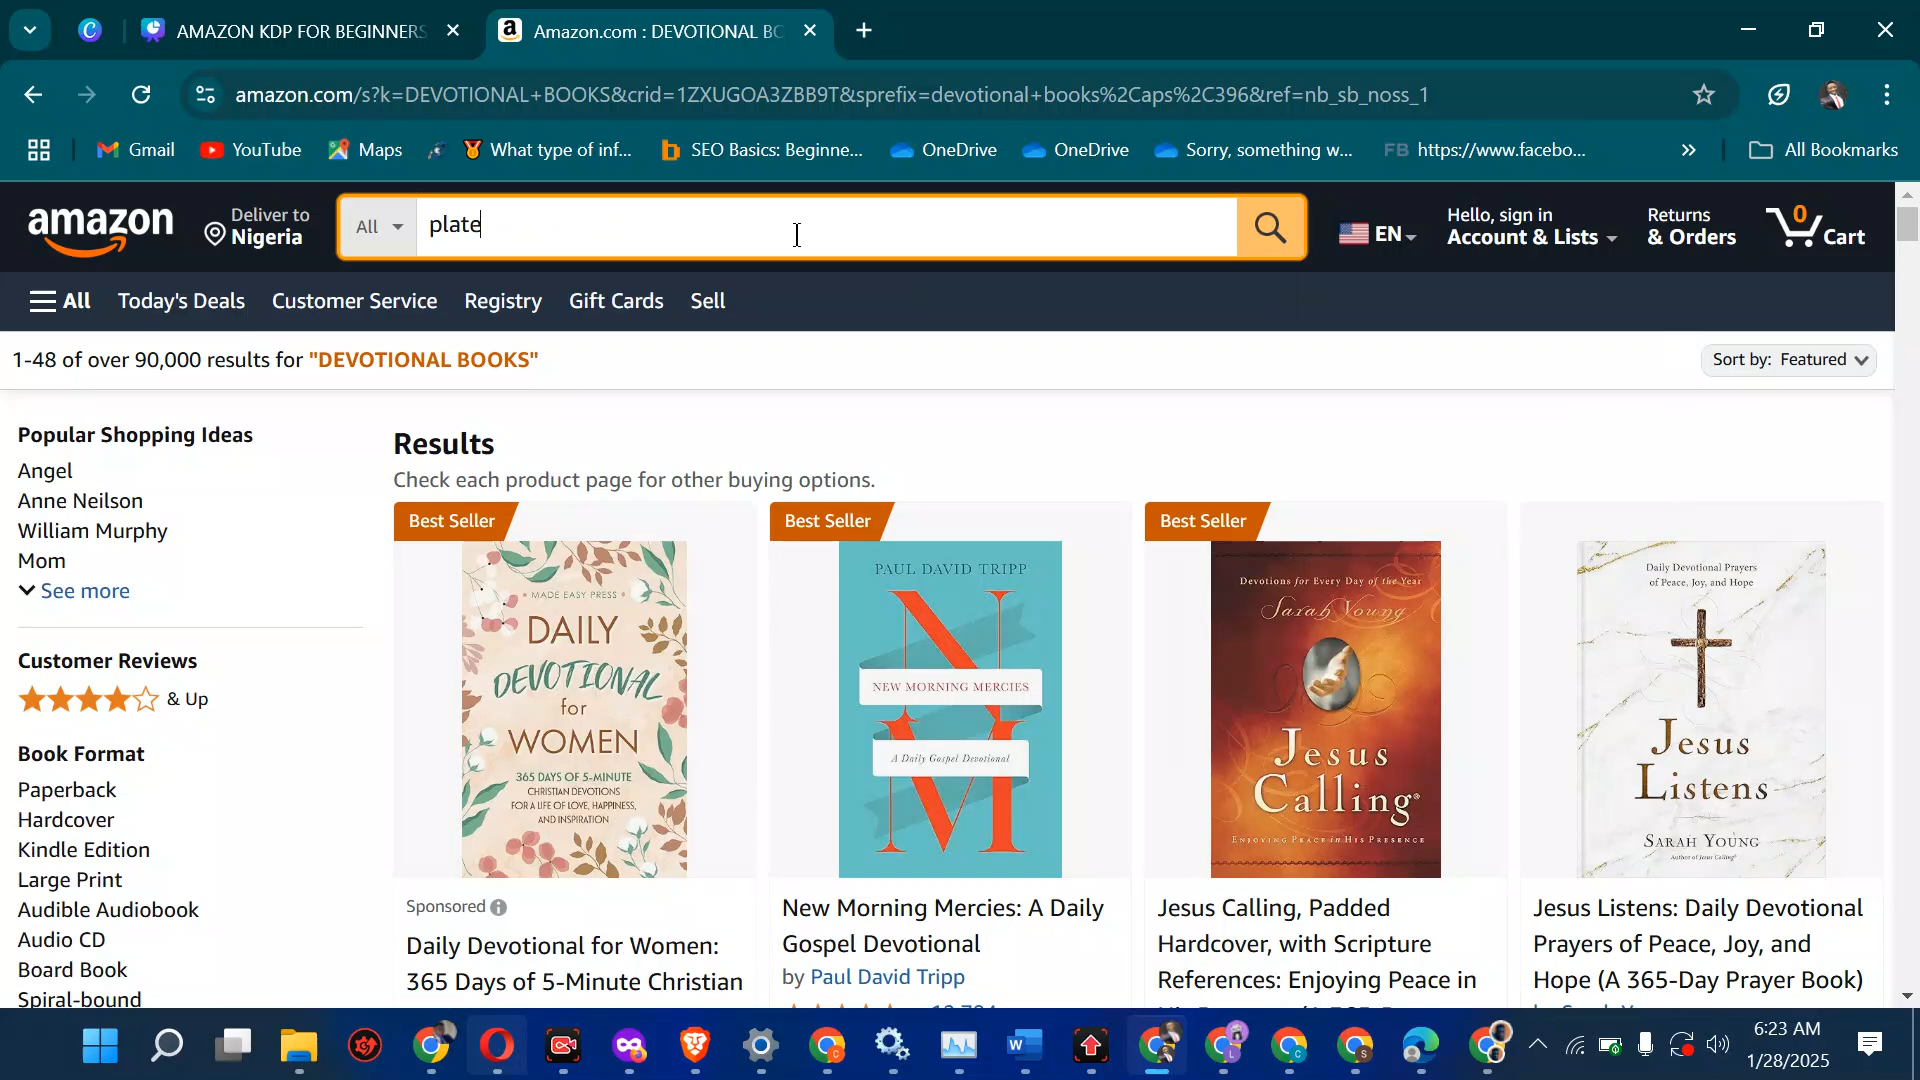 AMAZON KDP FOR BEGINNERS
Amazon.com : DEVOTIONAL BO
amazon.com/s?k=DEVOTIONAL+BOOKS&crid=1ZXUGOA3ZBB9T&sprefix=devotional+books%2Caps%2C396&ref=nb_sb_noss_1
Gmail
YouTube
Maps
What type of inf...
SEO Basics: Beginne...
OneDrive
OneDrive
Sorry, something w...
FB https://www.facebo...
All Bookmarks
amazon
Deliver to
Nigeria
All
plate
EN
Hello, sign in
Account & Lists
Returns
& Orders
0
Cart
All
Today's Deals
Customer Service
Registry
Gift Cards
Sell
1-48 of over 90,000 results for "DEVOTIONAL BOOKS"
Sort by: Featured
Popular Shopping Ideas
Angel
Anne Neilson
William Murphy
Mom
See more
Customer Reviews
& Up
Book Format
Paperback
Hardcover
Kindle Edition
Large Print
Audible Audiobook
Audio CD
Board Book
Spiral-bound
Results
Check each product page for other buying options.
Best Seller
MADE EASY PRESS
DAILY
DEVOTIONAL
for
WOMEN
365 DAYS OF 5-MINUTE
CHRISTIAN DEVOTIONS
FOR A LIFE OF LOVE, HAPPINESS,
AND INSPIRATION
Sponsored
Daily Devotional for Women:
365 Days of 5-Minute Christian
Best Seller
PAUL DAVID TRIPP
NEW MORNING MERCIES
A Daily Gospel Devotional
New Morning Mercies: A Daily
Gospel Devotional
by Paul David Tripp
Best Seller
Devotions for Every Day of the Year
Sarah Young
Jesus
Calling®
ENJOYING PEACE in HIS PRESENCE
Jesus Calling, Padded
Hardcover, with Scripture
References: Enjoying Peace in
Daily Devotional Prayers
of Peace, Joy, and Hope
Jesus
Listens
SARAH YOUNG
Author of Jesus Calling®
Jesus Listens: Daily Devotional
Prayers of Peace, Joy, and
Hope (A 365-Day Prayer Book)
6:23 AM
1/28/2025